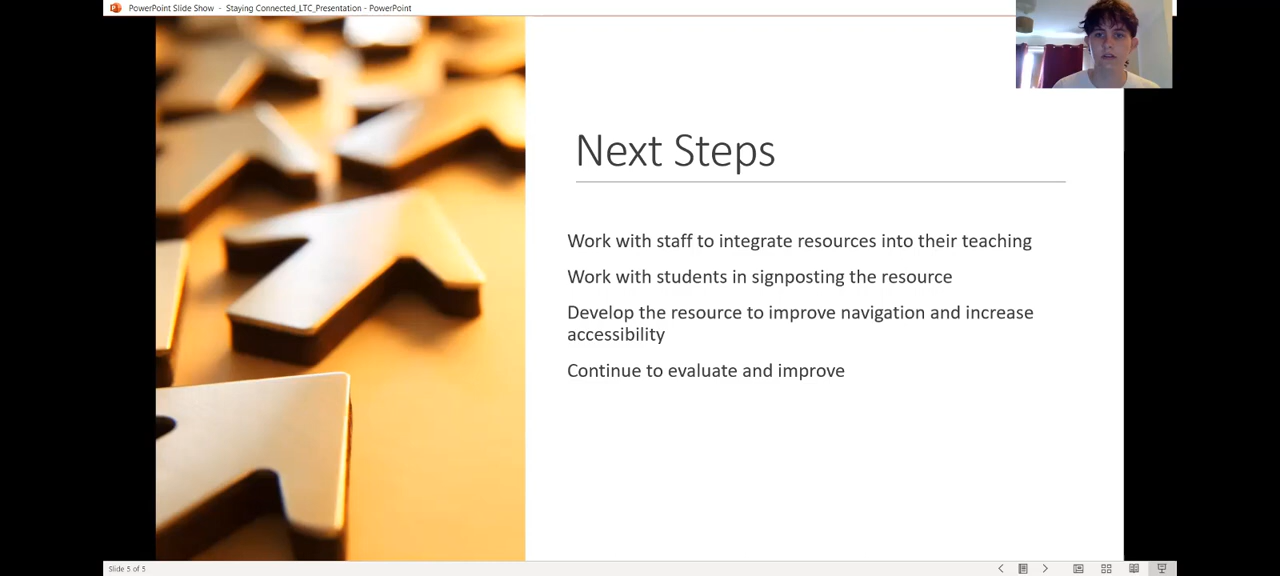 PowerPoint Slide Show - Staying Connected_LTC_Presentation - PowerPoint
Next Steps
Work with staff to integrate resources into their teaching
Work with students in signposting the resource
Develop the resource to improve navigation and increase
accessibility
Continue to evaluate and improve
Slide 5 of 5